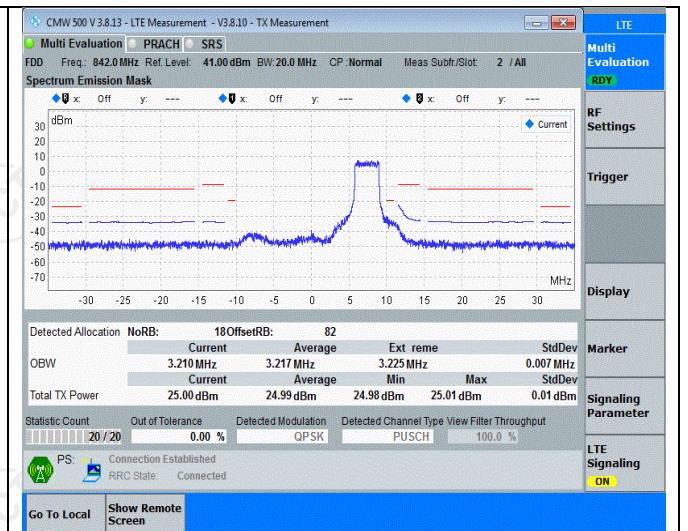 CMW 500 V 3.8.13 - LTE Measurement - V3.8.10 - TX Measurement
LTE
Multi Evaluation PRACH SRS
Multi Evaluation
RDY
FDD Freq.: 842.0 MHz Ref. Level: 41.00 dBm BW: 20.0 MHz CP : Normal Meas Subfr./Slot: 2 / All
Spectrum Emission Mask
x: Off y: --- x: Off y: --- x: Off y: ---
dBm
Current
30
20
10
0
-10
-20
-30
-40
-50
-60
-70
MHz
-30 -25 -20 -15 -10 -5 0 5 10 15 20 25 30
RF Settings
Trigger
Display
Marker
Signaling Parameter
LTE Signaling
ON
Detected Allocation NoRB: 18 OffsetRB: 82
Current Average Ext reme StdDev
OBW 3.210 MHz 3.217 MHz 3.225 MHz 0.007 MHz
Current Average Min Max StdDev
Total TX Power 25.00 dBm 24.99 dBm 24.98 dBm 25.01 dBm 0.01 dBm
Statistic Count Out of Tolerance Detected Modulation Detected Channel Type View Filter Throughput
20 / 20 0.00 % QPSK PUSCH 100.0 %
PS: Connection Established
RRC State: Connected
Go To Local
Show Remote Screen